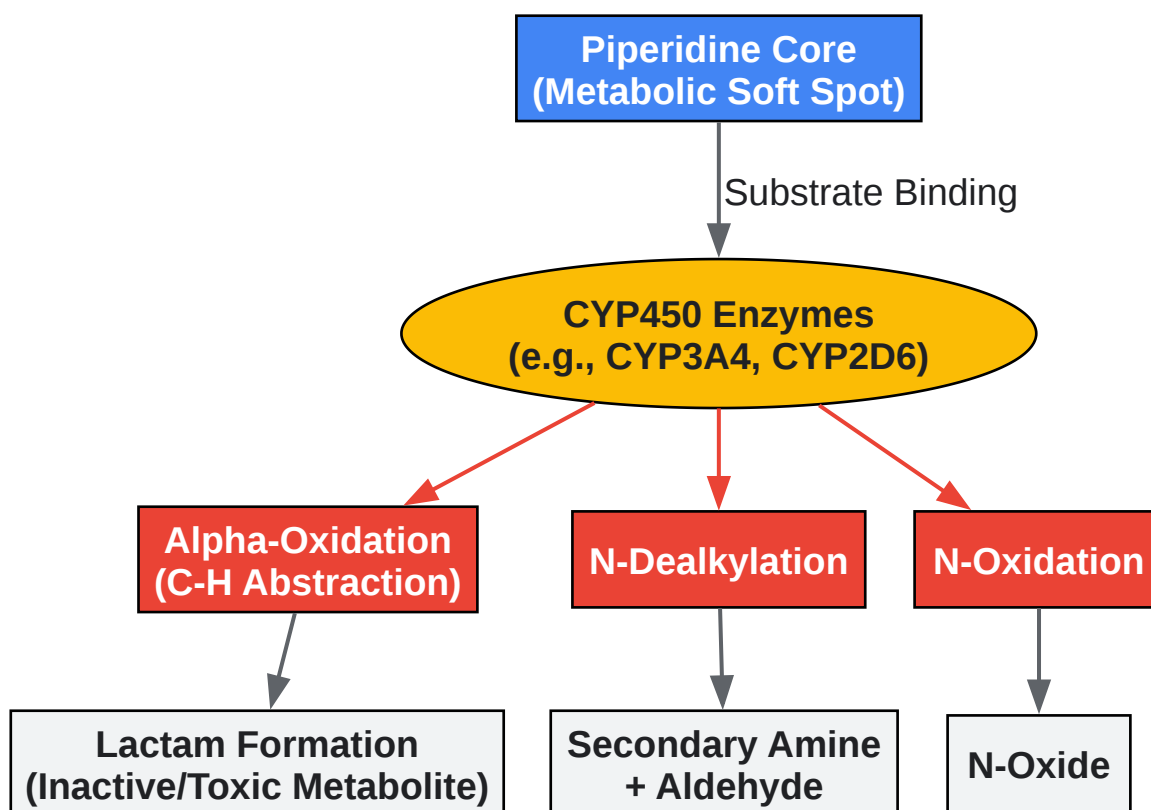 Piperidine Core
(Metabolic Soft Spot)
Substrate Binding
CYP450 Enzymes
(e.g., CYP3A4, CYP2D6)
Alpha-Oxidation
(C-H Abstraction)
N-Dealkylation
N-Oxidation
Lactam Formation
(Inactive/Toxic Metabolite)
Secondary Amine
+ Aldehyde
N-Oxide